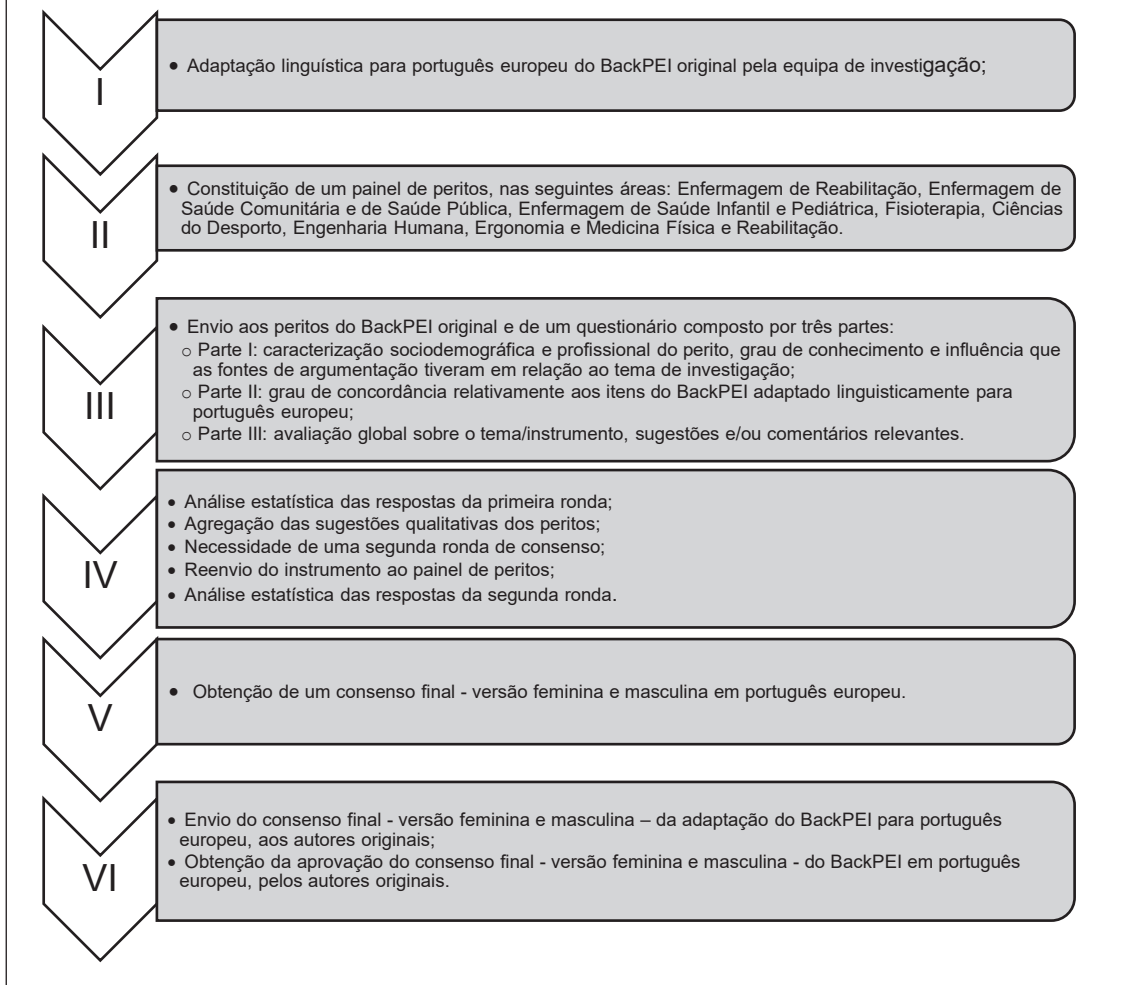 I
• Adaptação linguística para português europeu do BackPEI original pela equipa de investigação;
II
• Constituição de um painel de peritos, nas seguintes áreas: Enfermagem de Reabilitação, Enfermagem de
Saúde Comunitária e de Saúde Pública, Enfermagem de Saúde Infantil e Pediátrica, Fisioterapia, Ciências
do Desporto, Engenharia Humana, Ergonomia e Medicina Física e Reabilitação.
III
• Envio aos peritos do BackPEI original e de um questionário composto por três partes:
o Parte I: caracterização sociodemográfica e profissional do perito, grau de conhecimento e influência que
as fontes de argumentação tiveram em relação ao tema de investigação;
o Parte II: grau de concordância relativamente aos itens do BackPEI adaptado linguisticamente para
português europeu;
o Parte III: avaliação global sobre o tema/instrumento, sugestões e/ou comentários relevantes.
IV
• Análise estatística das respostas da primeira ronda;
• Agregação das sugestões qualitativas dos peritos;
• Necessidade de uma segunda ronda de consenso;
• Reenvio do instrumento ao painel de peritos;
• Análise estatística das respostas da segunda ronda.
V
• Obtenção de um consenso final - versão feminina e masculina em português europeu.
VI
• Envio do consenso final - versão feminina e masculina – da adaptação do BackPEI para português
europeu, aos autores originais;
• Obtenção da aprovação do consenso final - versão feminina e masculina - do BackPEI em português
europeu, pelos autores originais.